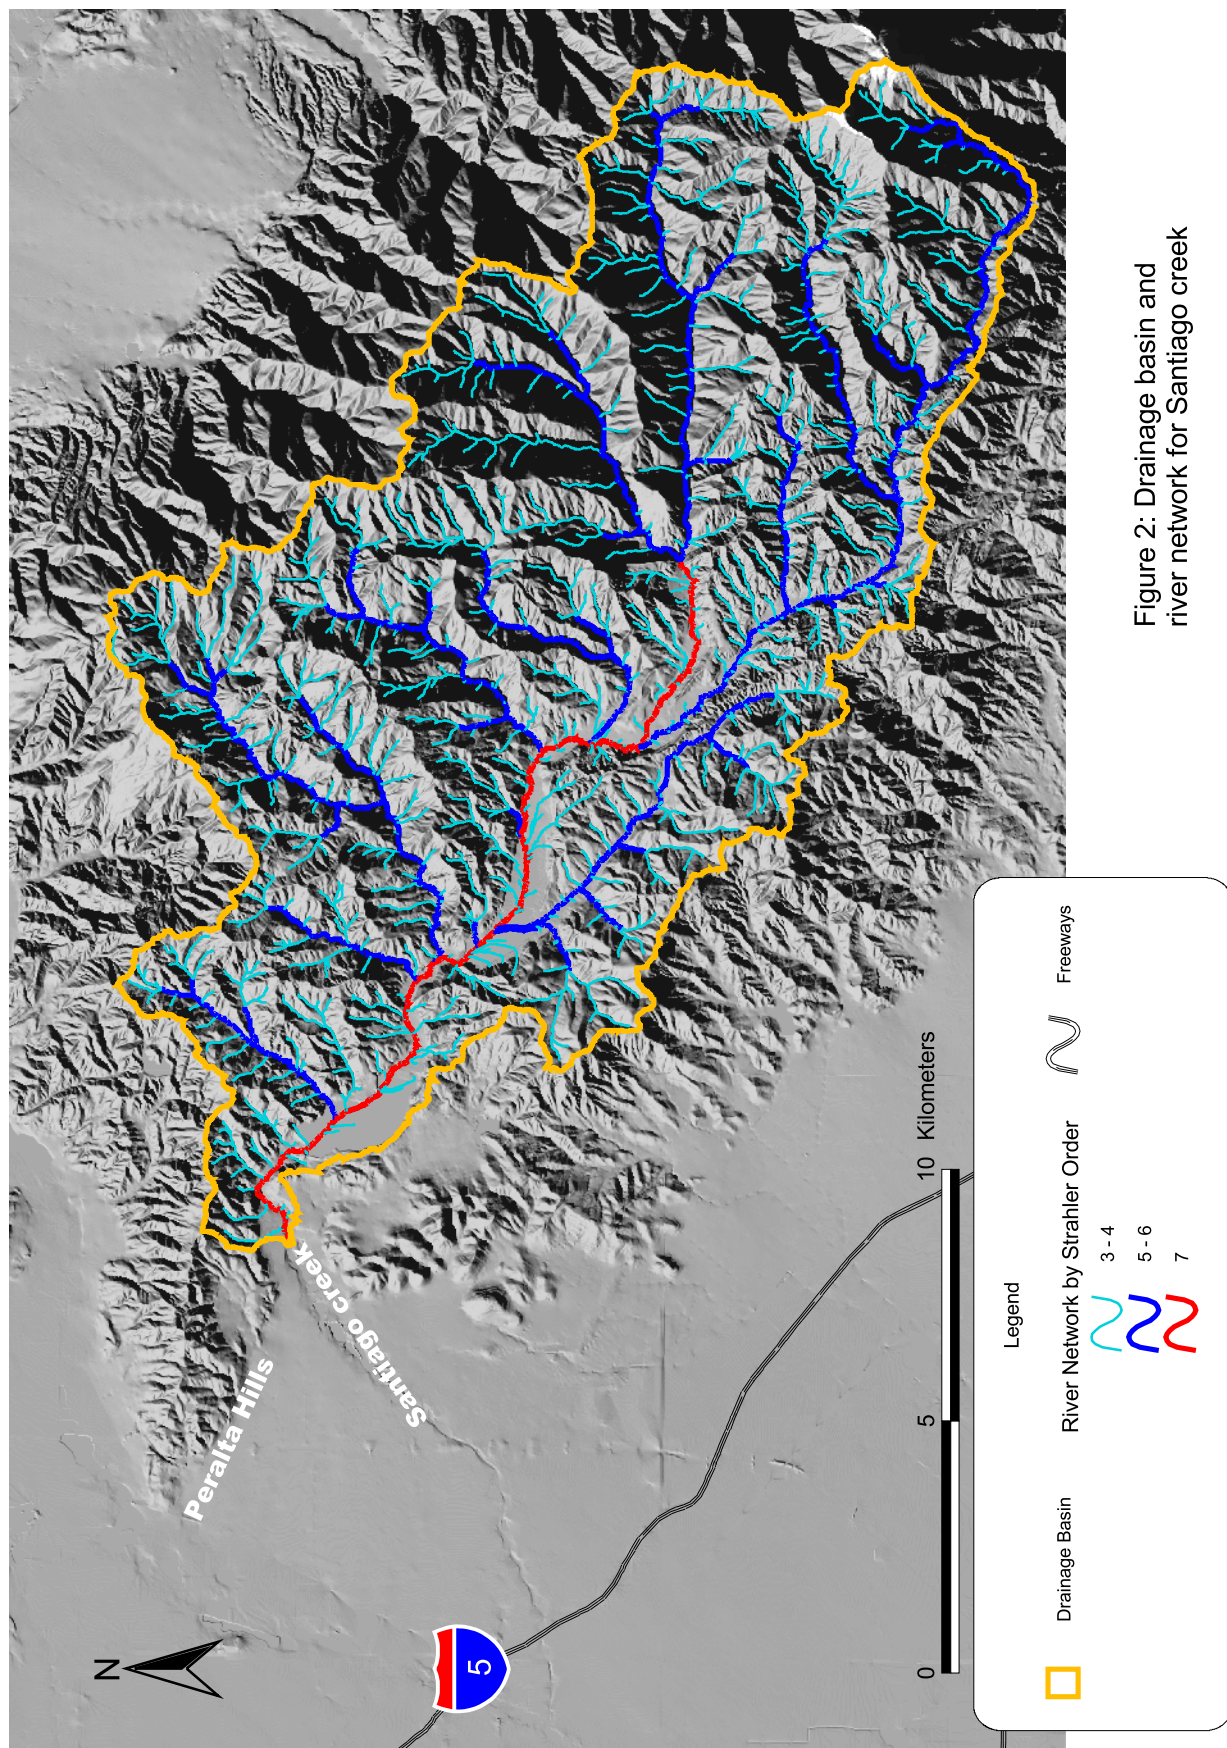 N
Peralta Hills
Santiago creek
5
0
5
10 Kilometers
Legend
Drainage Basin
River Network by Strahler Order
3 - 4
5 - 6
7
Freeways
Figure 2: Drainage basin and
river network for Santiago creek